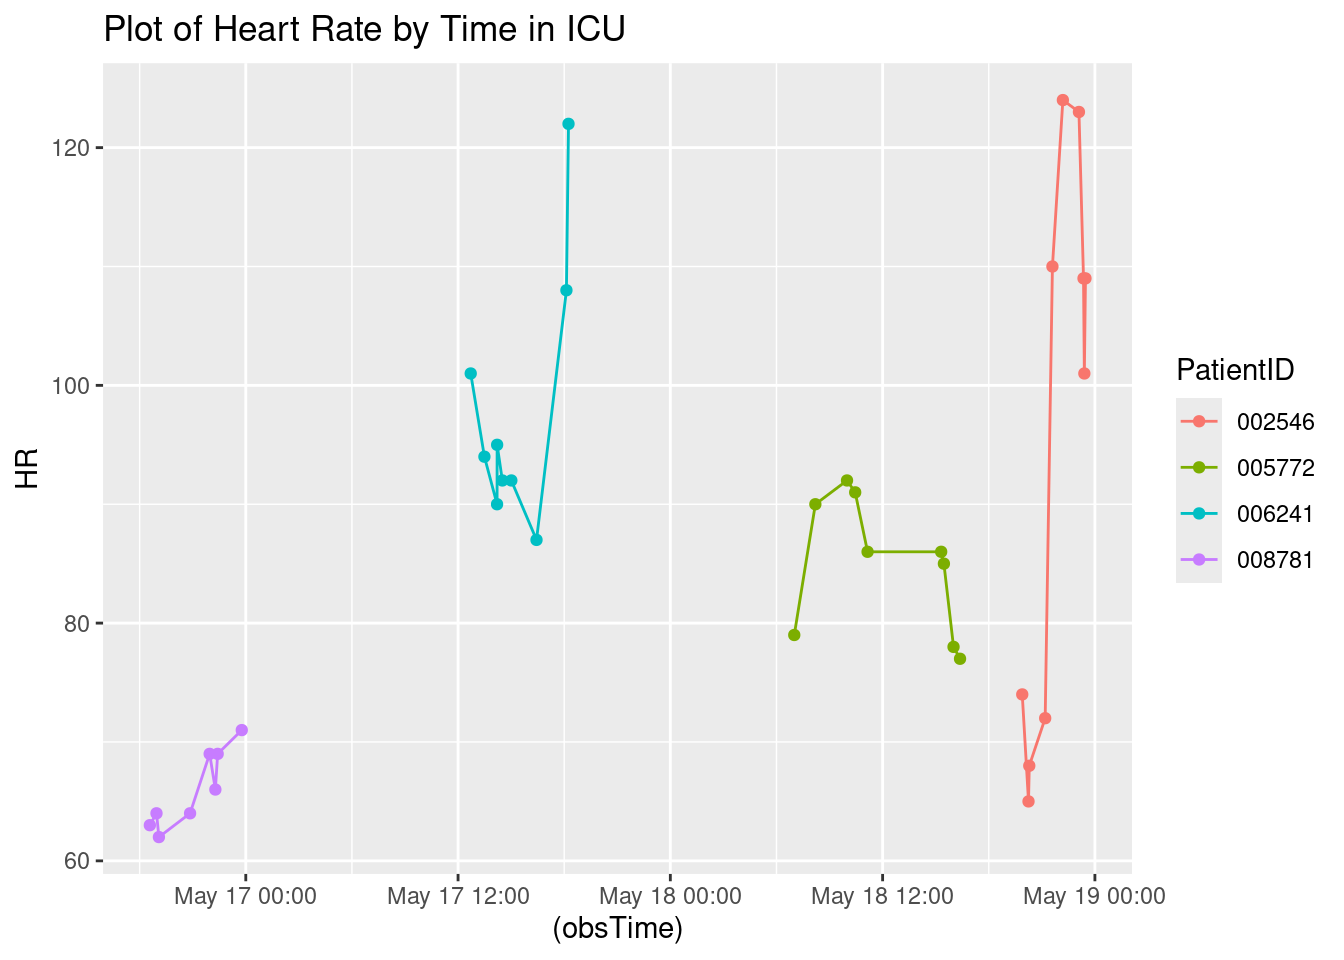 Plot of Heart Rate by Time in ICU
120
100
80
60
HR
May 17 00:00
May 17 12:00
May 18 00:00
May 18 12:00
May 19 00:00
(obsTime)
PatientID
002546
005772
006241
008781